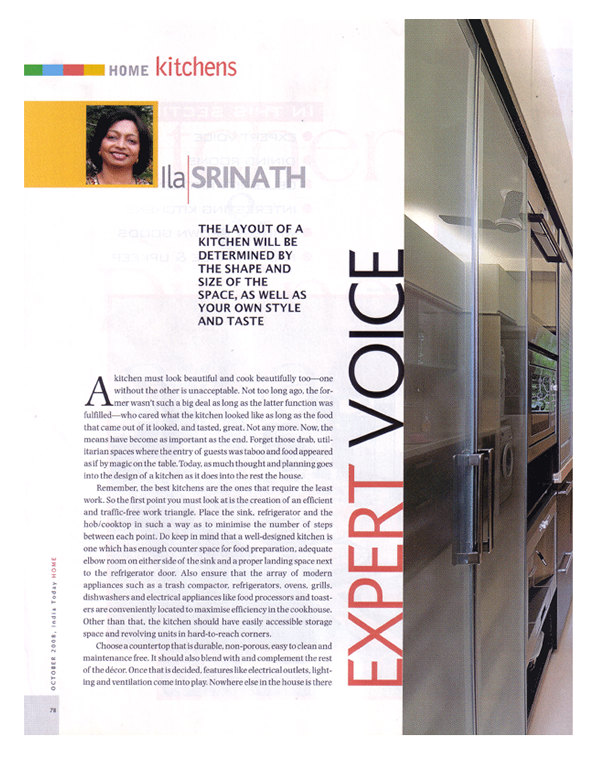 HOME kitchens
Ila SRINATH
THE LAYOUT OF A
KITCHEN WILL BE
DETERMINED BY
THE SHAPE AND
SIZE OF THE
SPACE, AS WELL AS
YOUR OWN STYLE
AND TASTE
EXPERT VOICE
A kitchen must look beautiful and cook beautifully too—one
without the other is unacceptable. Not too long ago, the for-
mer wasn't such a big deal as long as the latter function was
fulfilled—who cared what the kitchen looked like as long as the food
that came out of it looked, and tasted, great. Not any more. Now, the
means have become as important as the end. Forget those drab, util-
itarian spaces where the entry of guests was taboo and food appeared
as if by magic on the table. Today, as much thought and planning goes
into the design of a kitchen as it does into the rest the house.
Remember, the best kitchens are the ones that require the least
work. So the first point you must look at is the creation of an efficient
and traffic-free work triangle. Place the sink, refrigerator and the
hob/cooktop in such a way as to minimise the number of steps
between each point. Do keep in mind that a well-designed kitchen is
one which has enough counter space for food preparation, adequate
elbow room on either side of the sink and a proper landing space next
to the refrigerator door. Also ensure that the array of modern
appliances such as a trash compactor, refrigerators, ovens, grills,
dishwashers and electrical appliances like food processors and toast-
ers are conveniently located to maximise efficiency in the cookhouse.
Other than that, the kitchen should have easily accessible storage
space and revolving units in hard-to-reach corners.
Choose a countertop that is durable, non-porous, easy to clean and
maintenance free. It should also blend with and complement the rest
of the décor. Once that is decided, features like electrical outlets, light-
ing and ventilation come into play. Nowhere else in the house is there
OCTOBER 2008, India Today HOME
78